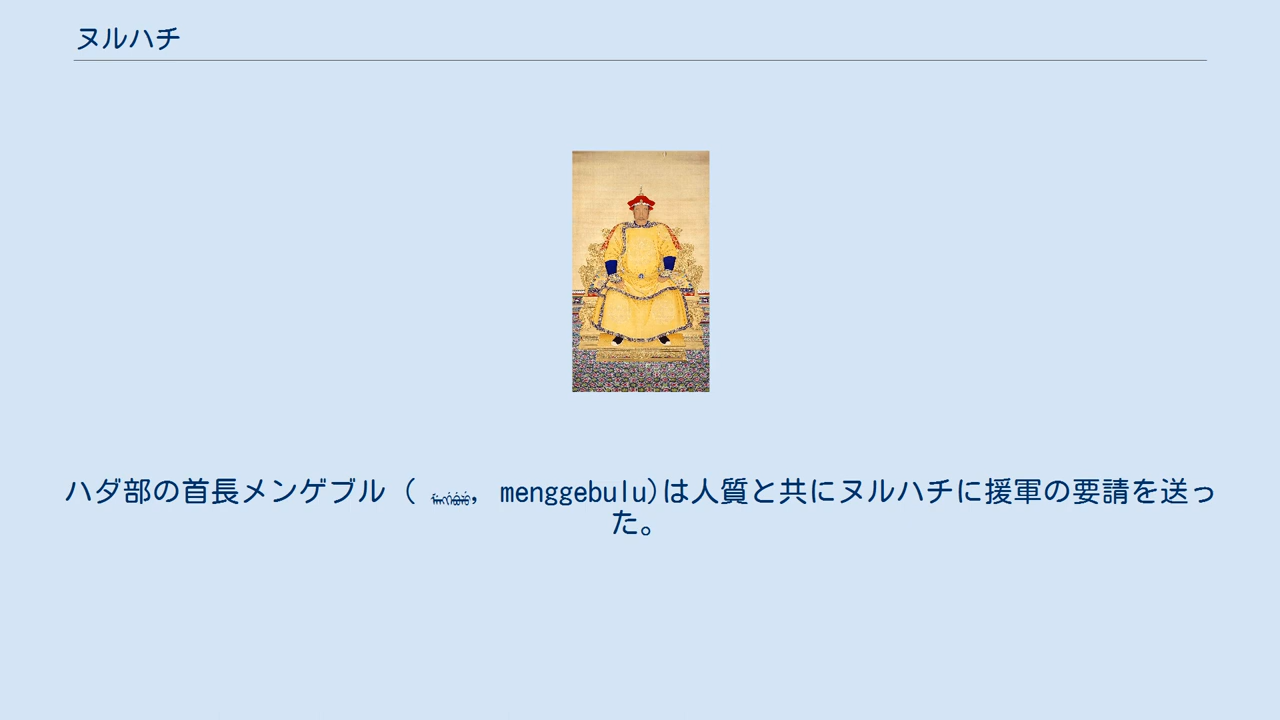 ヌルハチ
ハダ部の首長メンゲブル ( , menggebulu)は人質と共にヌルハチに援軍の要請を送っ
た。